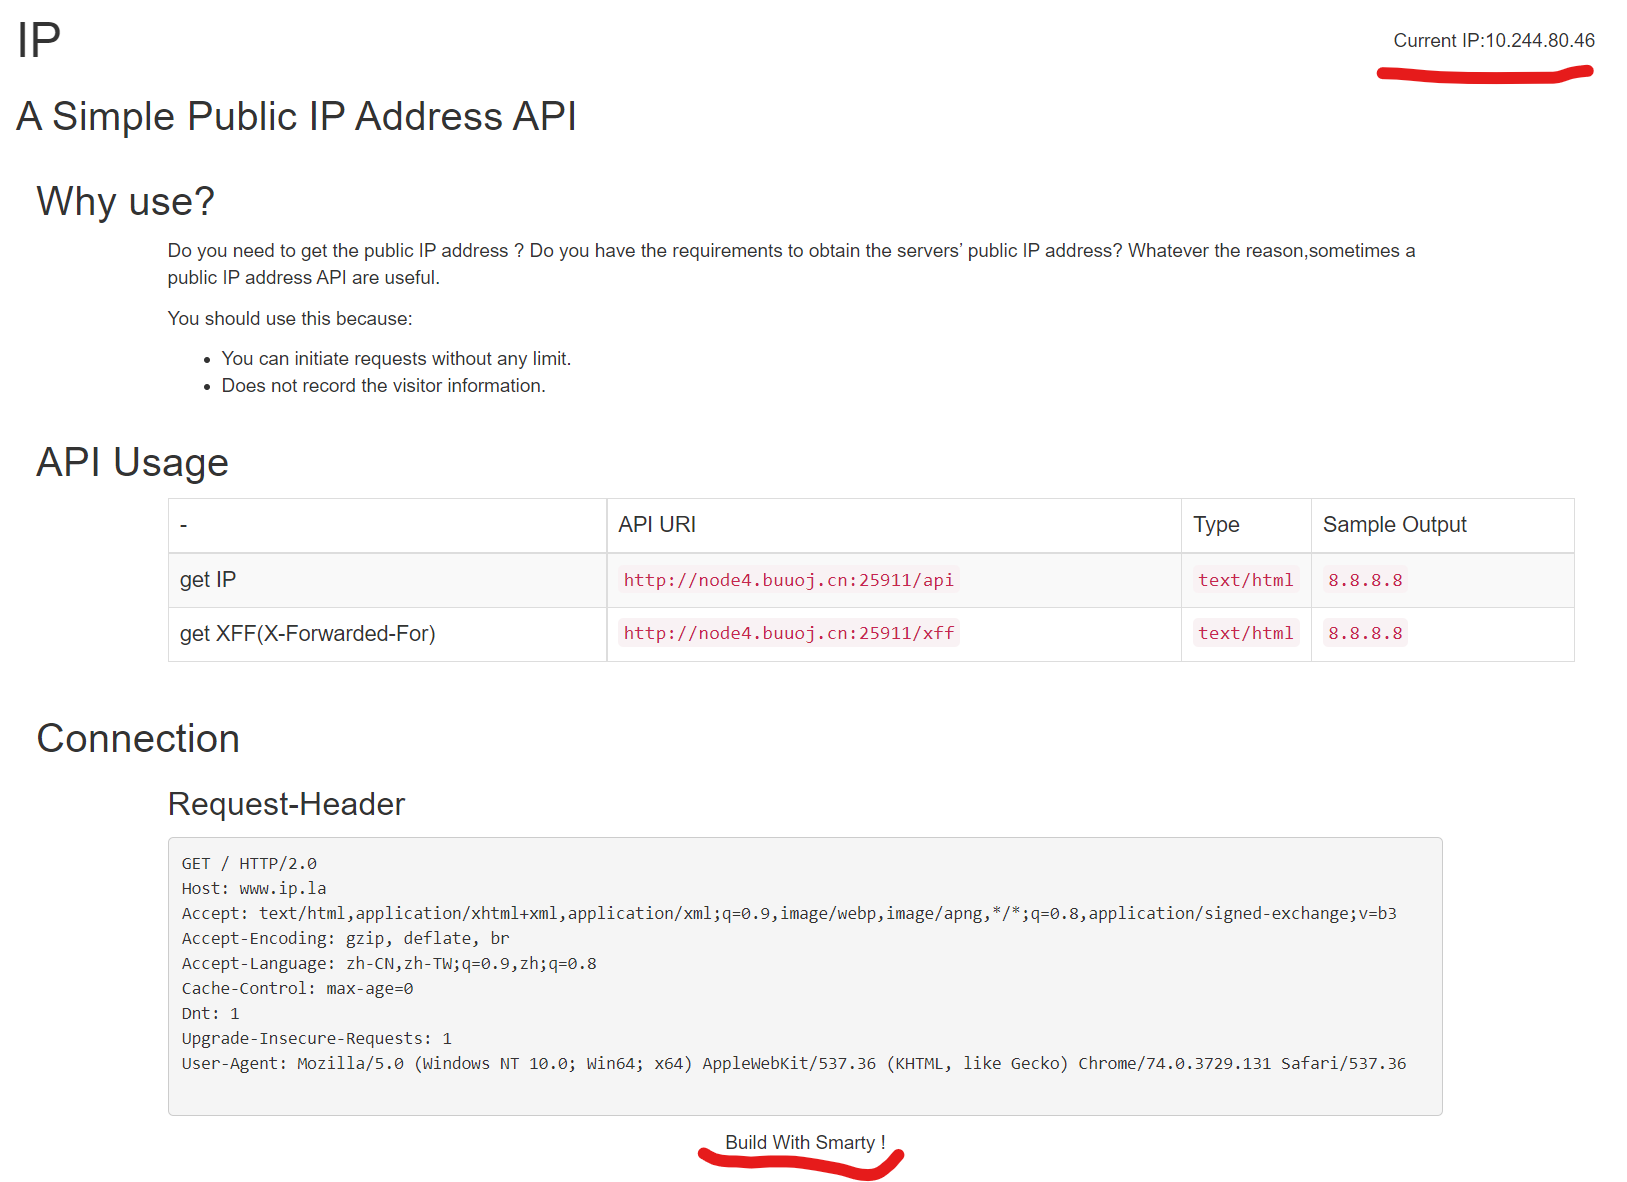 IP
Current IP:10.244.80.46
A Simple Public IP Address API
Why use?
Do you need to get the public IP address ? Do you have the requirements to obtain the servers’ public IP address? Whatever the reason,sometimes a
public IP address API are useful.
You should use this because:
• You can initiate requests without any limit.
• Does not record the visitor information.
API Usage
- API URI Type Sample Output
get IP http://node4.buuoj.cn:25911/api text/html 8.8.8.8
get XFF(X-Forwarded-For) http://node4.buuoj.cn:25911/xff text/html 8.8.8.8
Connection
Request-Header
GET / HTTP/2.0
Host: www.ip.la
Accept: text/html,application/xhtml+xml,application/xml;q=0.9,image/webp,image/apng,*/*;q=0.8,application/signed-exchange;v=b3
Accept-Encoding: gzip, deflate, br
Accept-Language: zh-CN,zh-TW;q=0.9,zh;q=0.8
Cache-Control: max-age=0
Dnt: 1
Upgrade-Insecure-Requests: 1
User-Agent: Mozilla/5.0 (Windows NT 10.0; Win64; x64) AppleWebKit/537.36 (KHTML, like Gecko) Chrome/74.0.3729.131 Safari/537.36
Build With Smarty !